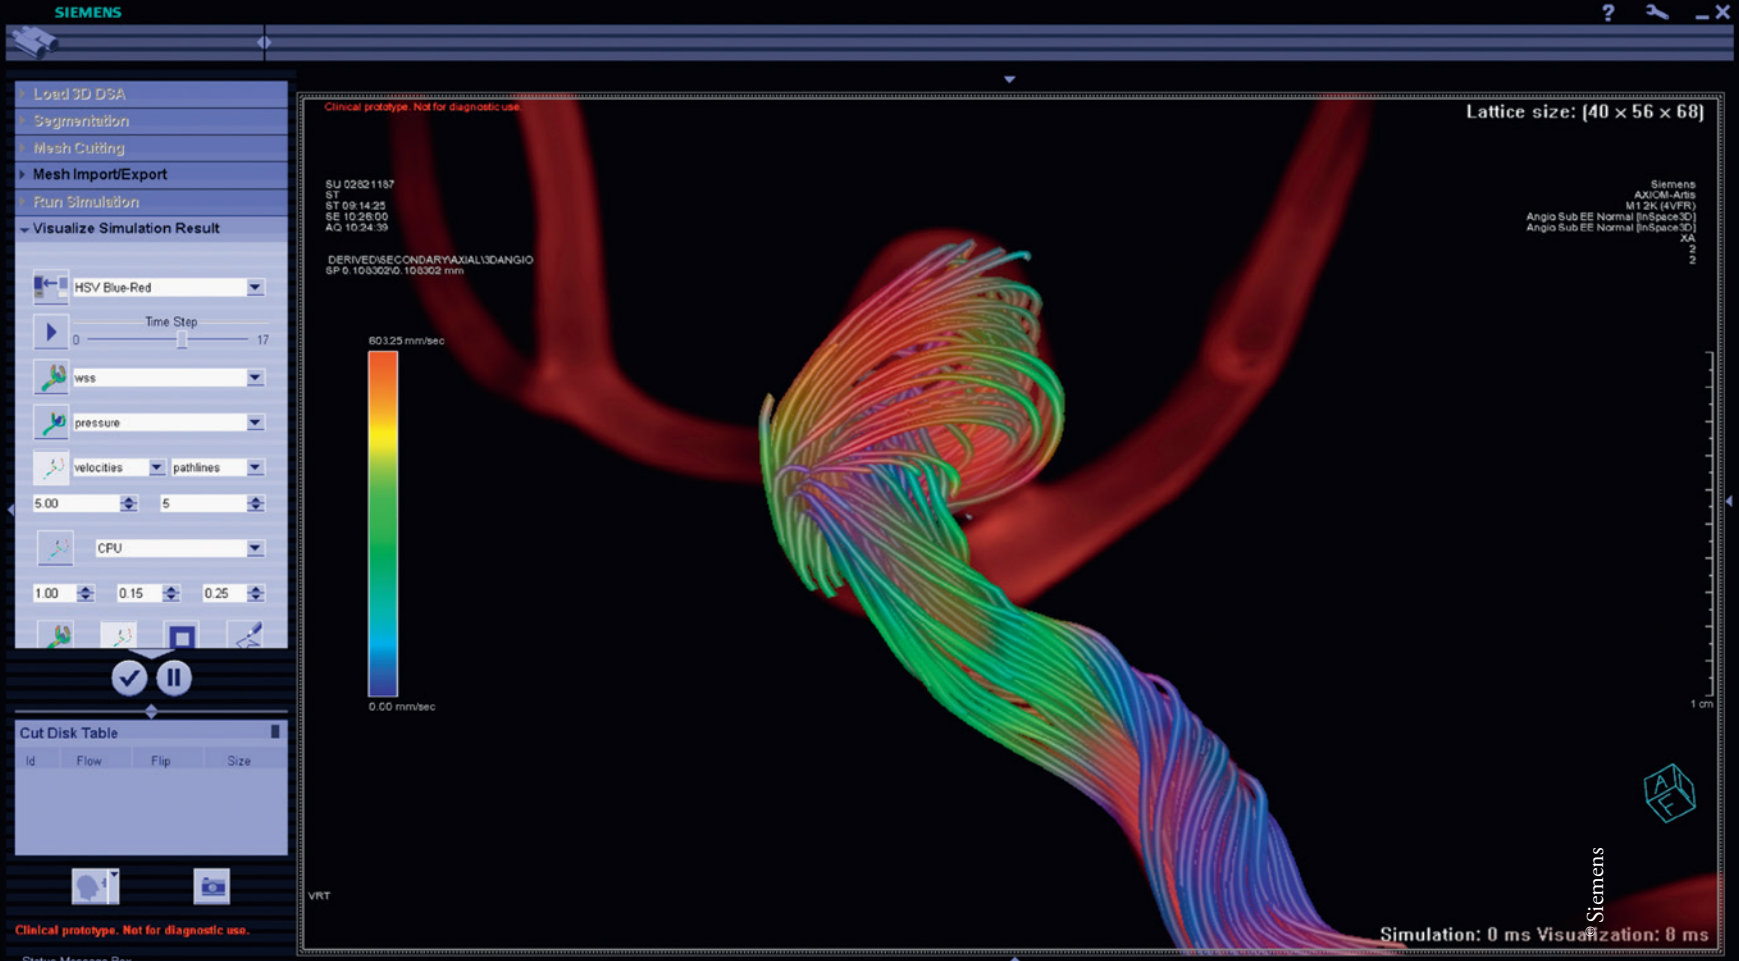 SIEMENS
?
Load 3D DSA
Segmentation
Mesh Cutting
Mesh Import/Export
Run Simulation
Visualize Simulation Result
HSV Blue-Red
Time Step
0 17
wss
pressure
velocities pathlines
5.00 5
CPU
1.00 0.15 0.25
Cut Disk Table
Id Flow Flip Size
Clinical prototype. Not for diagnostic use.
Status Message Box
Clinical prototype. Not for diagnostic use.
Lattice size: (40 × 56 × 68)
SU 02821187
ST
ST 09:14:25
SE 10:26:00
AQ 10:24:39
DERIVED\SECONDARY\AXIAL\3DANGIO
SP 0.108302\0.108302 mm
Siemens
AXIOM-Artis
M1 2K (4VFR)
Angio Sub EE Normal [InSpace3D]
Angio Sub EE Normal [InSpace3D]
XA
2
2
603.25 mm/sec
0.00 mm/sec
1 cm
A
F
VRT
© Siemens
Simulation: 0 ms Visualization: 8 ms